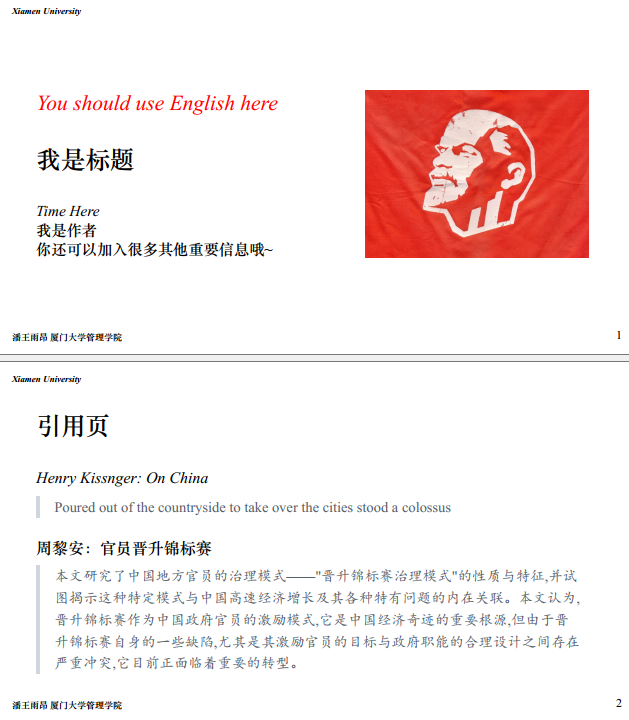 Xiamen University
You should use English here
我是标题
Time Here
我是作者
你还可以加入很多其他重要信息哦~
潘王雨昂 厦门大学管理学院
1
Xiamen University
引用页
Henry Kissnger: On China
Poured out of the countryside to take over the cities stood a colossus
周黎安：官员晋升锦标赛
本文研究了中国地方官员的治理模式——"晋升锦标赛治理模式"的性质与特征,并试
图揭示这种特定模式与中国高速经济增长及其各种特有问题的内在关联。本文认为,
晋升锦标赛作为中国政府官员的激励模式,它是中国经济奇迹的重要根源,但由于晋
升锦标赛自身的一些缺陷,尤其是其激励官员的目标与政府职能的合理设计之间存在
严重冲突,它目前正面临着重要的转型。
潘王雨昂 厦门大学管理学院
2